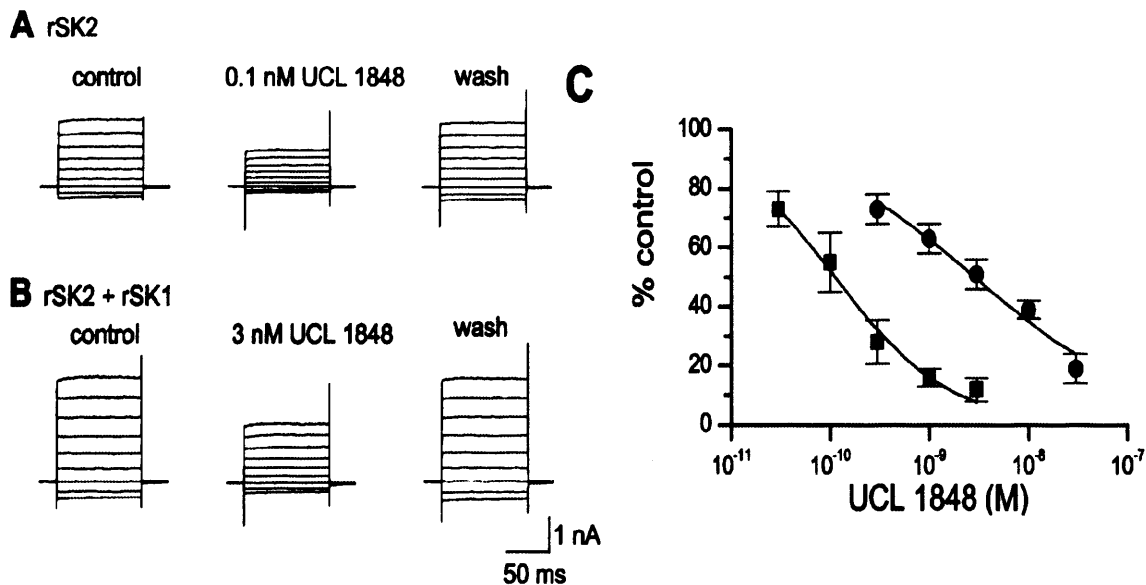 A rSK2
control
0.1 nM UCL 1848
wash
B rSK2 + rSK1
control
3 nM UCL 1848
wash
1 nA
50 ms
C
% control
100
80
60
40
20
0
10-11
10-10
10-9
10-8
10-7
UCL 1848 (M)